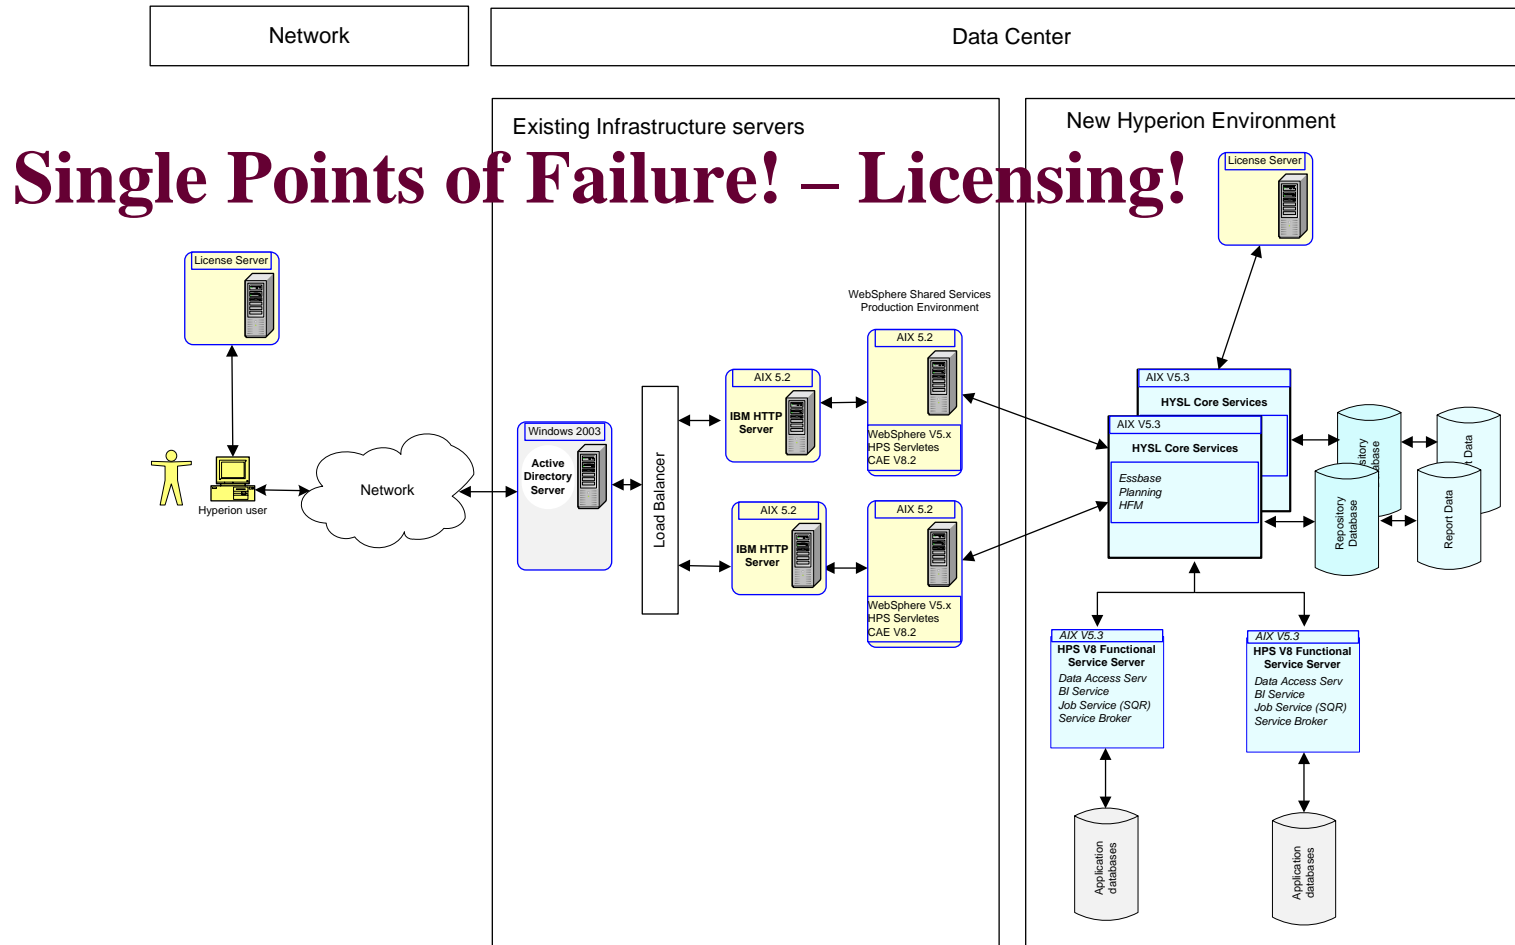 Network
Data Center
Existing Infrastructure servers
New Hyperion Environment
Single Points of Failure! – Licensing!
License Server
License Server
WebSphere Shared Services
Production Environment
AIX 5.2
WebSphere V5.x
HPS Servletes
CAE V8.2
AIX 5.2
IBM HTTP
Server
Windows 2003
Active
Directory
Server
Load Balancer
Hyperion user
Network
AIX 5.2
IBM HTTP
Server
AIX 5.2
WebSphere V5.x
HPS Servletes
CAE V8.2
AIX V5.3
HYSL Core Services
AIX V5.3
HYSL Core Services
Essbase
Planning
HFM
Data
Repository
Database
Report Data
AIX V5.3
HPS V8 Functional
Service Server
Data Access Serv
BI Service
Job Service (SQR)
Service Broker
AIX V5.3
HPS V8 Functional
Service Server
Data Access Serv
BI Service
Job Service (SQR)
Service Broker
Application
databases
Application
databases